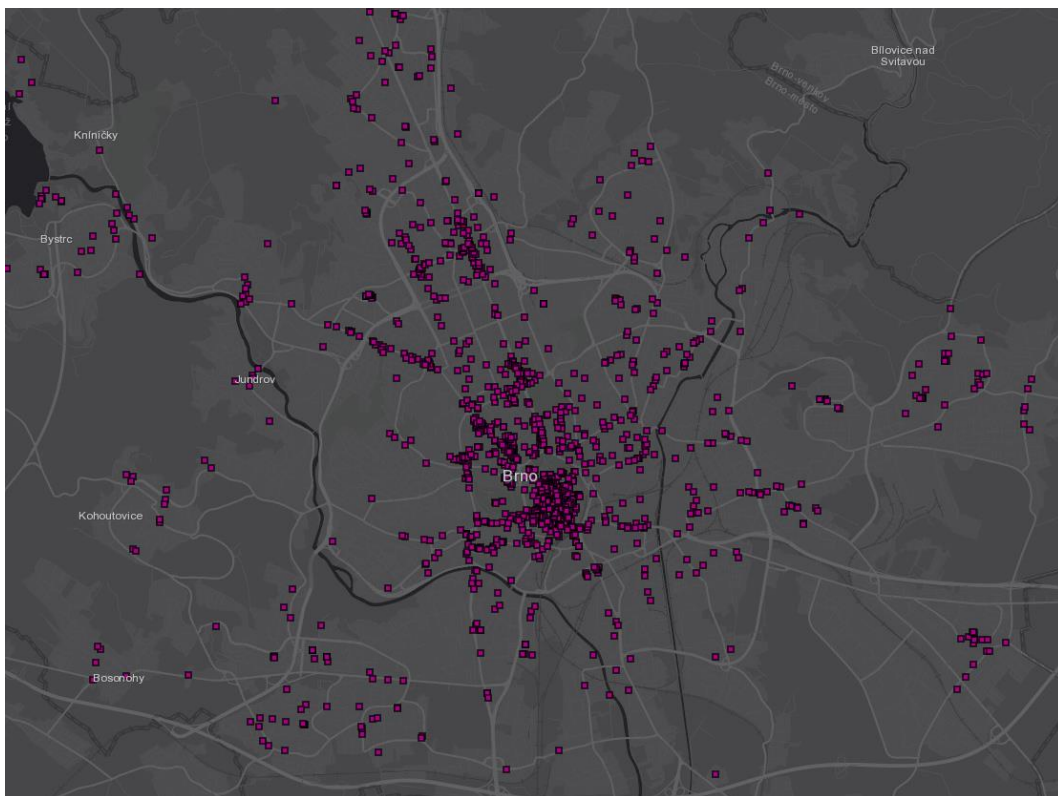 Bílovice nad
Svitavou
Brno-venkov
Brno-město
Kníničky
Bystrc
Jundrov
Brno
Kohoutovice
Bosonohy